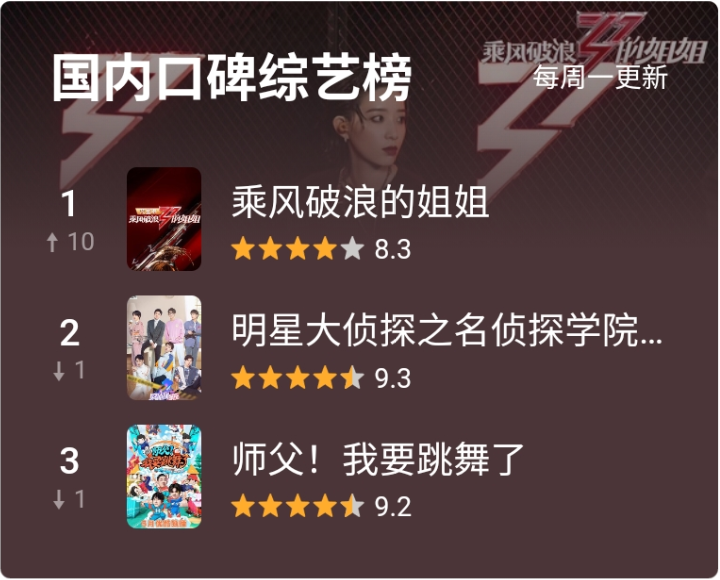 乘风破浪 的姐姐
国内口碑综艺榜
每周一更新
1
乘风破浪的姐姐
↑ 10
8.3
2
明星大侦探之名侦探学院...
↓ 1
9.3
3
师父！我要跳舞了
↓ 1
9.2